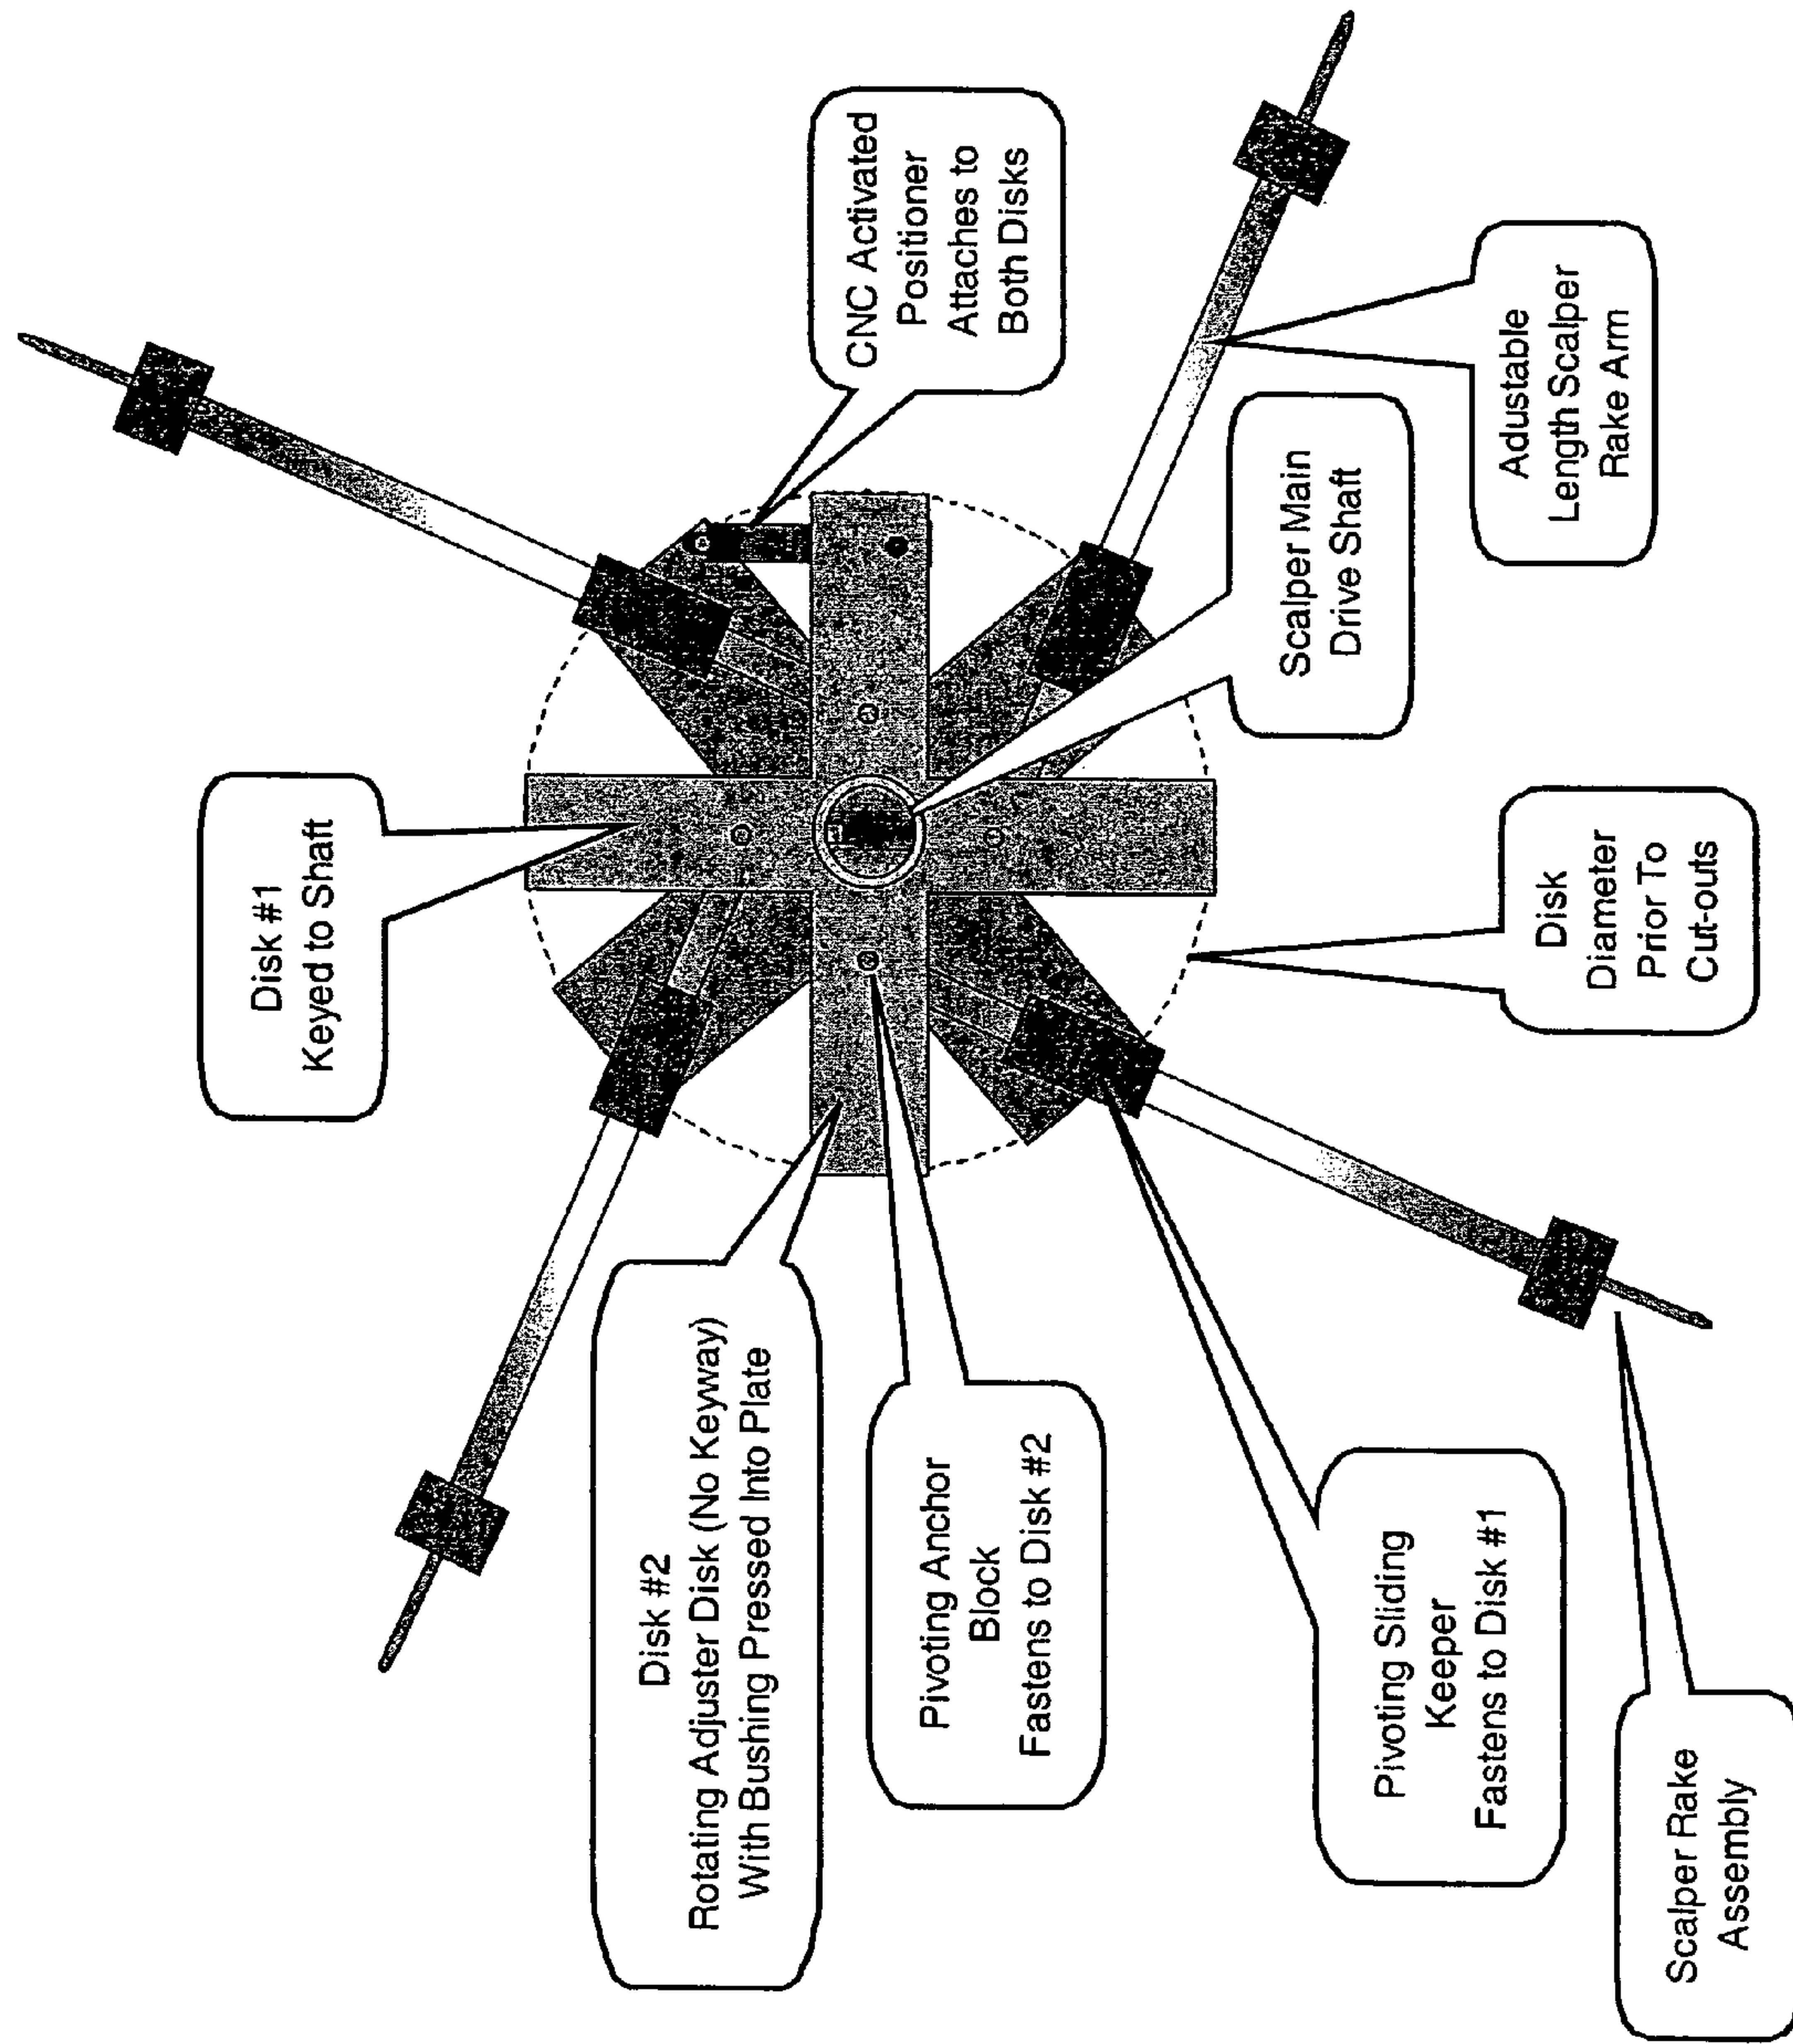 Disk #1
Keyed to Shaft
Disk #2
Rotating Adjuster Disk (No Keyway)
With Bushing Pressed Into Plate
CNC Activated
Positioner
Attaches to
Both Disks
Pivoting Anchor
Block
Fastens to Disk #2
Scalper Main
Drive Shaft
Pivoting Sliding
Keeper
Fastens to Disk #1
Adustable
Length Scalper
Rake Arm
Disk
Diameter
Prior To
Cut-outs
Scalper Rake
Assembly